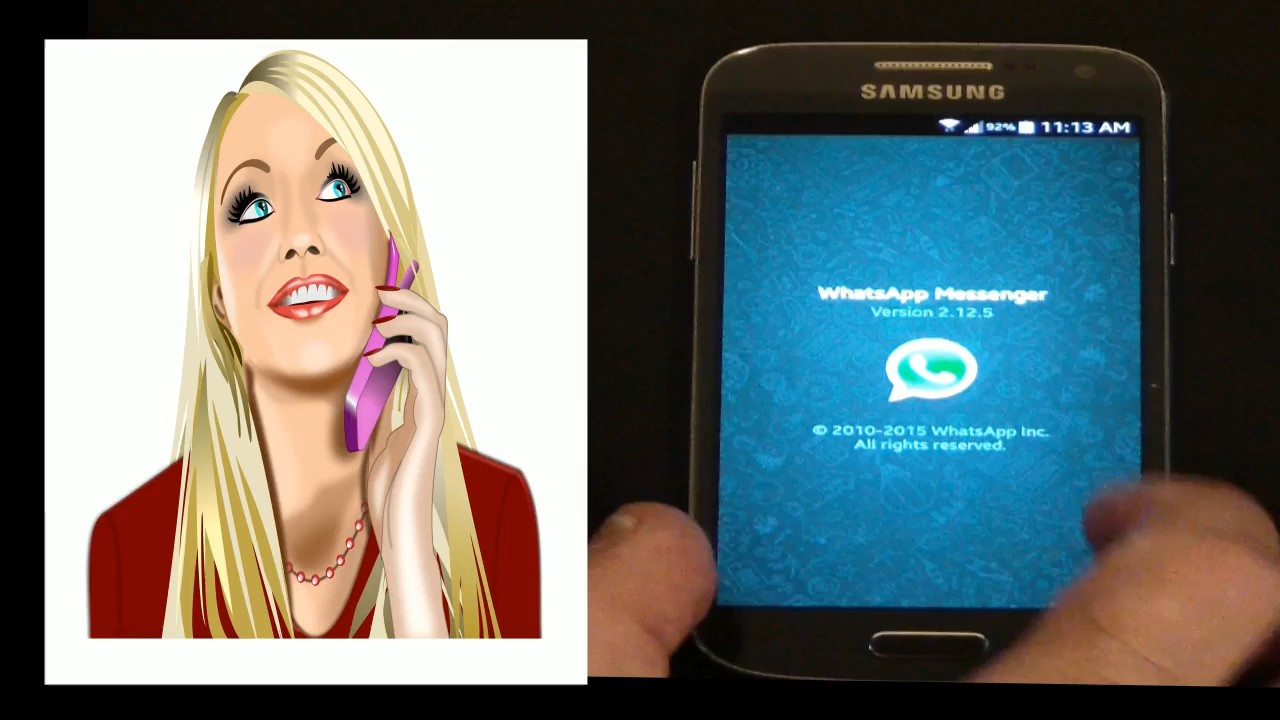 SAMSUNG
92% 11:13 AM
WhatsApp Messenger
Version 2.12.5
© 2010-2015 WhatsApp Inc.
All rights reserved.